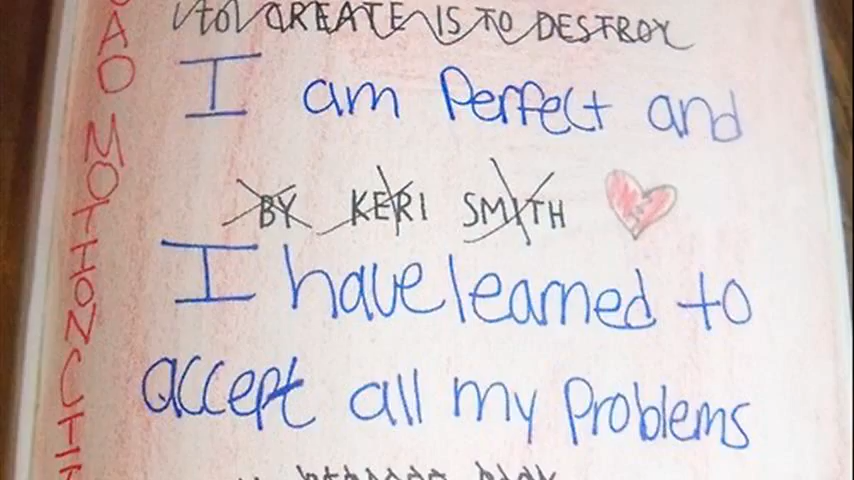 to CREATE IS TO DESTROY
I am Perfect and
BY KERI SMITH
I have learned to
accept all my problems